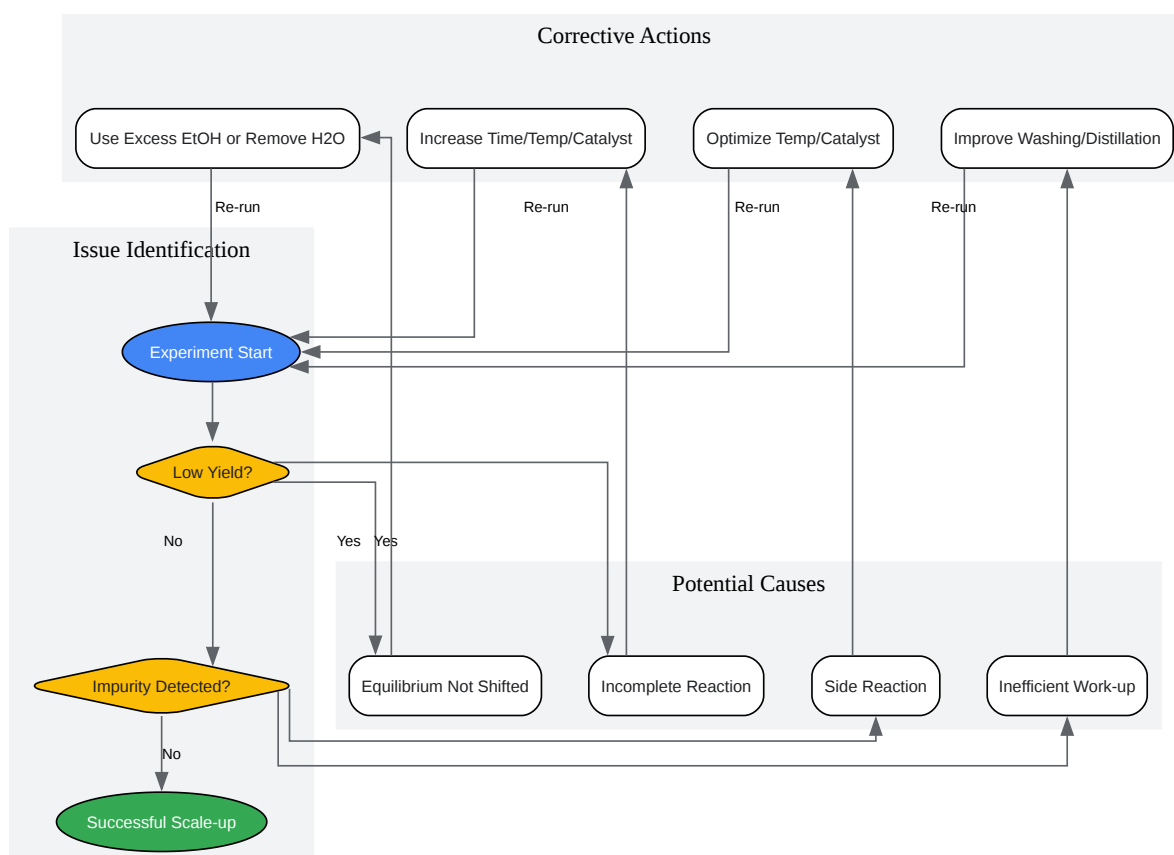 Corrective Actions
Use Excess EtOH or Remove H2O
Increase Time/Temp/Catalyst
Optimize Temp/Catalyst
Improve Washing/Distillation
Re-run
Re-run
Re-run
Re-run
Issue Identification
Experiment Start
Low Yield?
No
Yes
Yes
Potential Causes
Impurity Detected?
Equilibrium Not Shifted
Incomplete Reaction
Side Reaction
Inefficient Work-up
No
Successful Scale-up